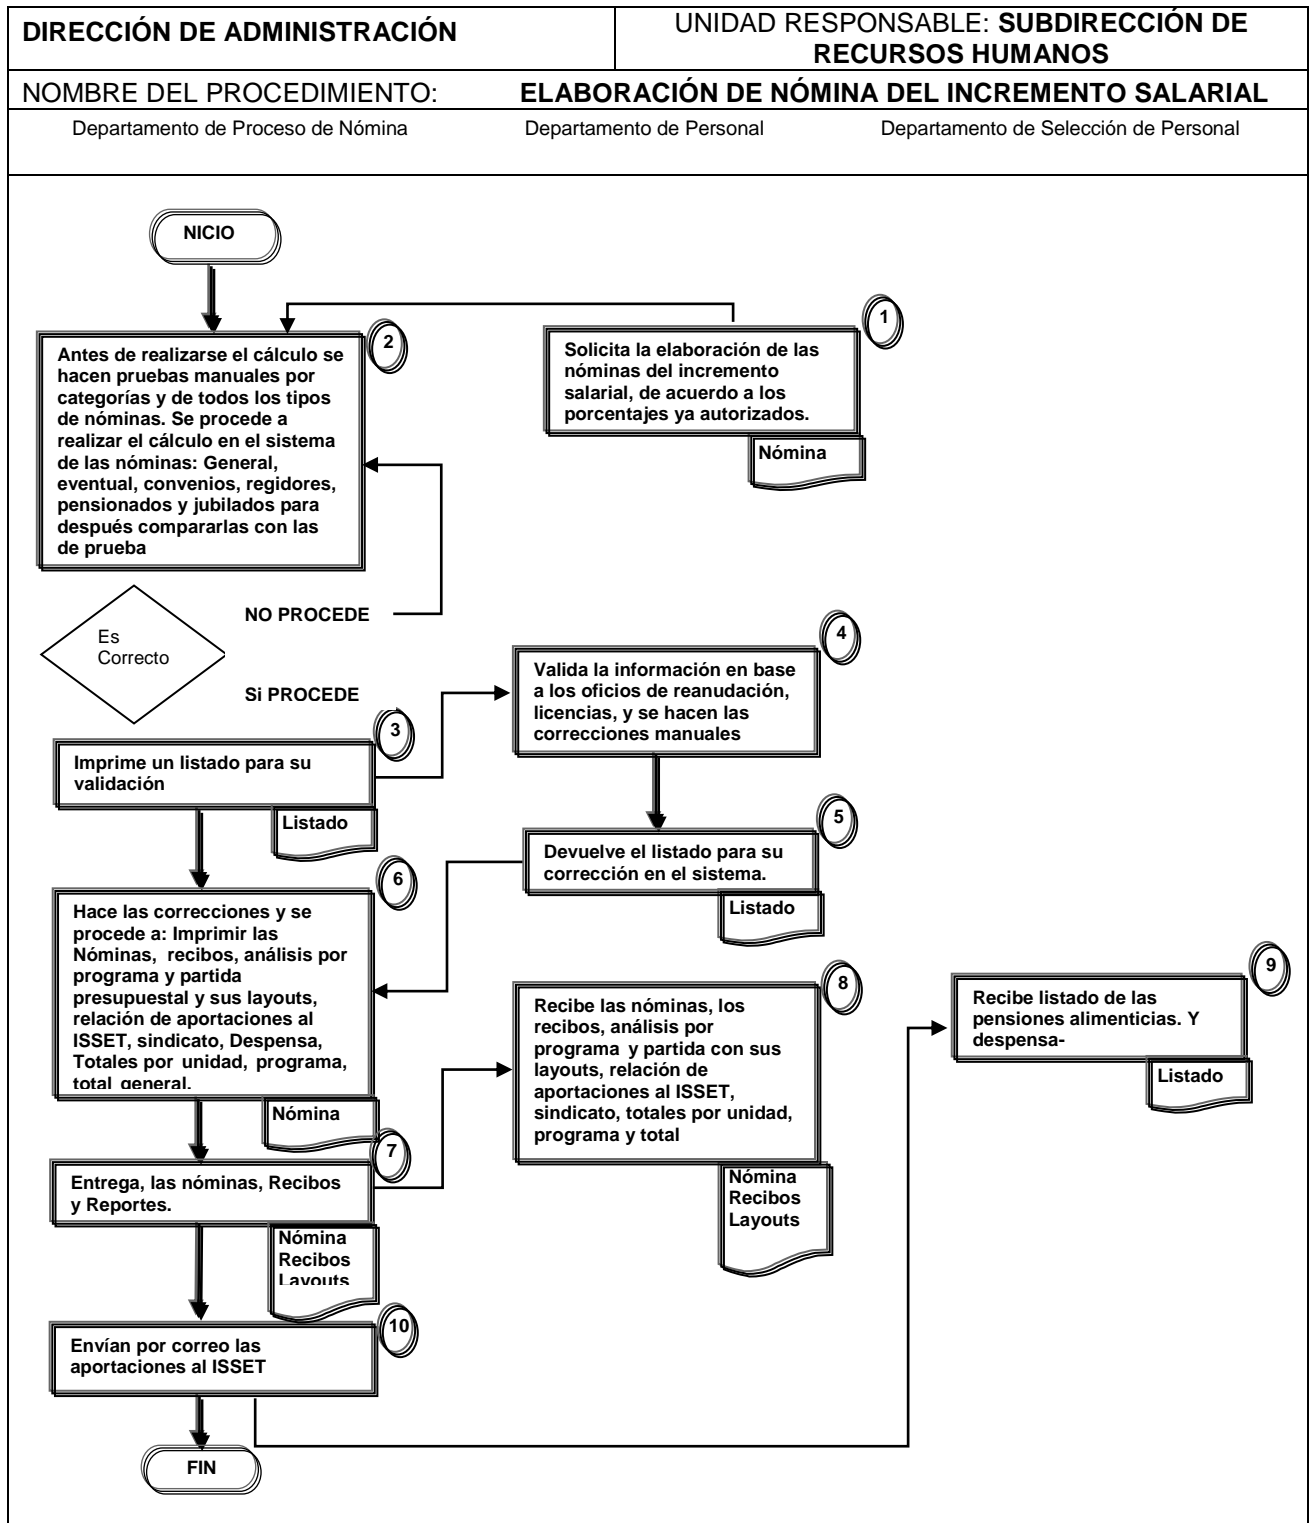 DIRECCIÓN DE ADMINISTRACIÓN
UNIDAD RESPONSABLE: SUBDIRECCIÓN DE
RECURSOS HUMANOS
NOMBRE DEL PROCEDIMIENTO: ELABORACIÓN DE NÓMINA DEL INCREMENTO SALARIAL
Departamento de Proceso de Nómina
Departamento de Personal
Departamento de Selección de Personal
NICIO
1
Solicita la elaboración de las
nóminas del incremento
salarial, de acuerdo a los
porcentajes ya autorizados.
Nómina
2
Antes de realizarse el cálculo se
hacen pruebas manuales por
categorías y de todos los tipos
de nóminas. Se procede a
realizar el cálculo en el sistema
de las nóminas: General,
eventual, convenios, regidores,
pensionados y jubilados para
después compararlas con las
de prueba
Es
Correcto
NO PROCEDE
Si PROCEDE
3
Imprime un listado para su
validación
Listado
4
Valida la información en base
a los oficios de reanudación,
licencias, y se hacen las
correcciones manuales
5
Devuelve el listado para su
corrección en el sistema.
Listado
6
Hace las correcciones y se
procede a: Imprimir las
Nóminas, recibos, análisis por
programa y partida
presupuestal y sus layouts,
relación de aportaciones al
ISSET, sindicato, Despensa,
Totales por unidad, programa,
total general.
Nómina
7
Entrega, las nóminas, Recibos
y Reportes.
Nómina
Recibos
Layouts
8
Recibe las nóminas, los
recibos, análisis por
programa y partida con sus
layouts, relación de
aportaciones al ISSET,
sindicato, totales por unidad,
programa y total
Nómina
Recibos
Layouts
9
Recibe listado de las
pensiones alimenticias. Y
despensa-
Listado
10
Envían por correo las
aportaciones al ISSET
FIN